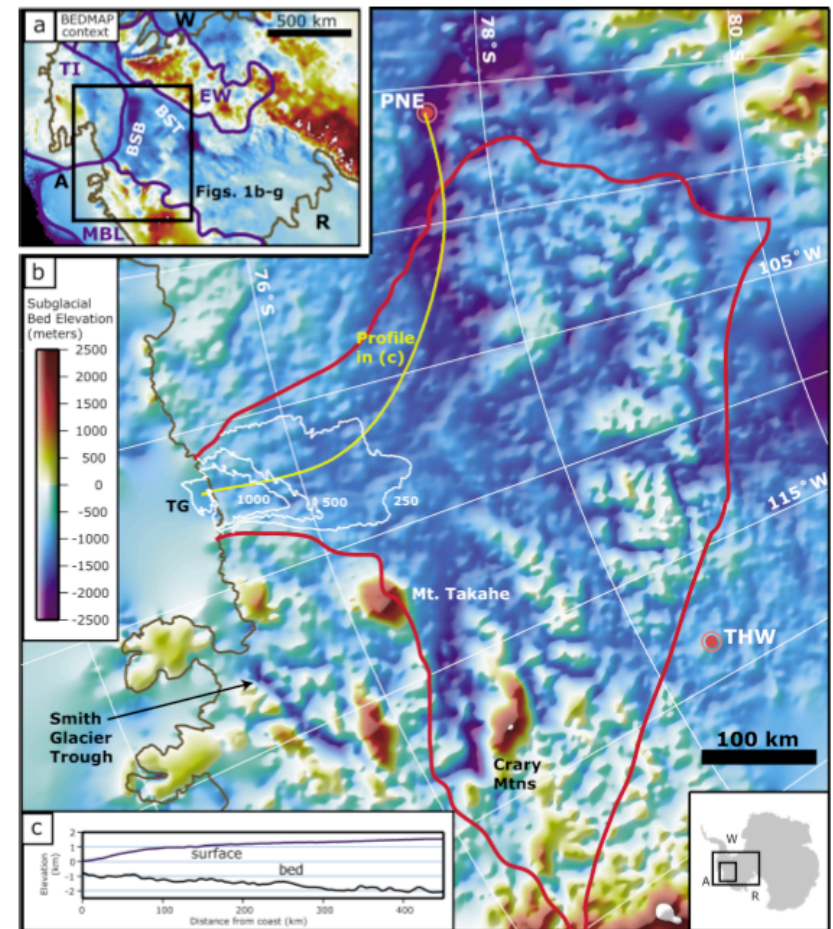 a
BEDMAP
context
500 km
W
TI
EW
BST
BSB
A
Figs. 1b-g
R
MBL
PNE
78°S
80°S
b
76°S
105°W
Subglacial
Bed Elevation
(meters)
2500
2000
1500
1000
500
0
-500
-1000
-1500
-2000
-2500
Profile
in (c)
TG
1000
500
250
115°W
Mt. Takahe
THW
Smith
Glacier
Trough
Crary
Mtns
100 km
c
Elevation
(km)
2
1
0
-1
-2
surface
bed
0
100
200
300
400
Distance from coast (km)
W
A
R